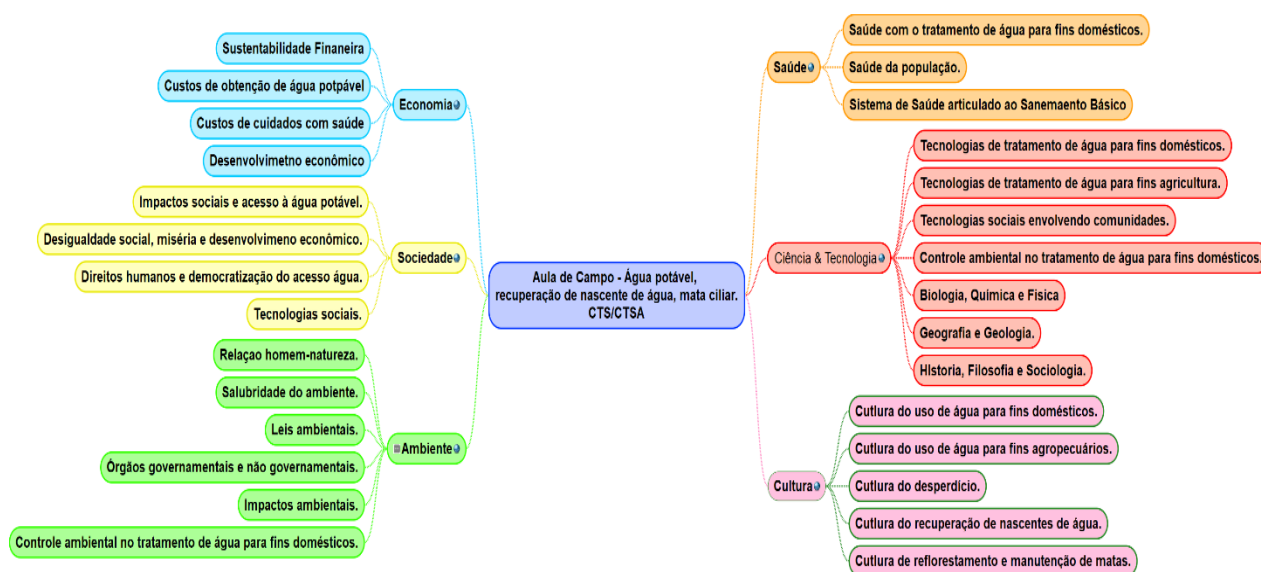 Sustentabilidade Finaneira
Custos de obtenção de água potpável
Custos de cuidados com saúde
Desenvolvimetno econômico
Economia
Impactos sociais e acesso à água potável.
Desigualdade social, miséria e desenvolvimeno econômico.
Direitos humanos e democratização do acesso água.
Tecnologias sociais.
Sociedade
Relaçao homem-natureza.
Salubridade do ambiente.
Leis ambientais.
Órgãos governamentais e não governamentais.
Impactos ambientais.
Controle ambiental no tratamento de água para fins domésticos.
Ambiente
Aula de Campo - Água potável,
recuperação de nascente de água, mata ciliar.
CTS/CTSA
Saúde
Saúde com o tratamento de água para fins domésticos.
Saúde da população.
Sistema de Saúde articulado ao Sanemaento Básico
Ciência & Tecnologia
Tecnologias de tratamento de água para fins domésticos.
Tecnologias de tratamento de água para fins agricultura.
Tecnologias sociais envolvendo comunidades.
Controle ambiental no tratamento de água para fins domésticos.
Biologia, Química e Física
Geografia e Geologia.
HIstoria, Filosofia e Sociologia.
Cultura
Cutlura do uso de água para fins domésticos.
Cutlura do uso de água para fins agropecuários.
Cutlura do desperdício.
Cutlura do recuperação de nascentes de água.
Cutlura de reflorestamento e manutenção de matas.